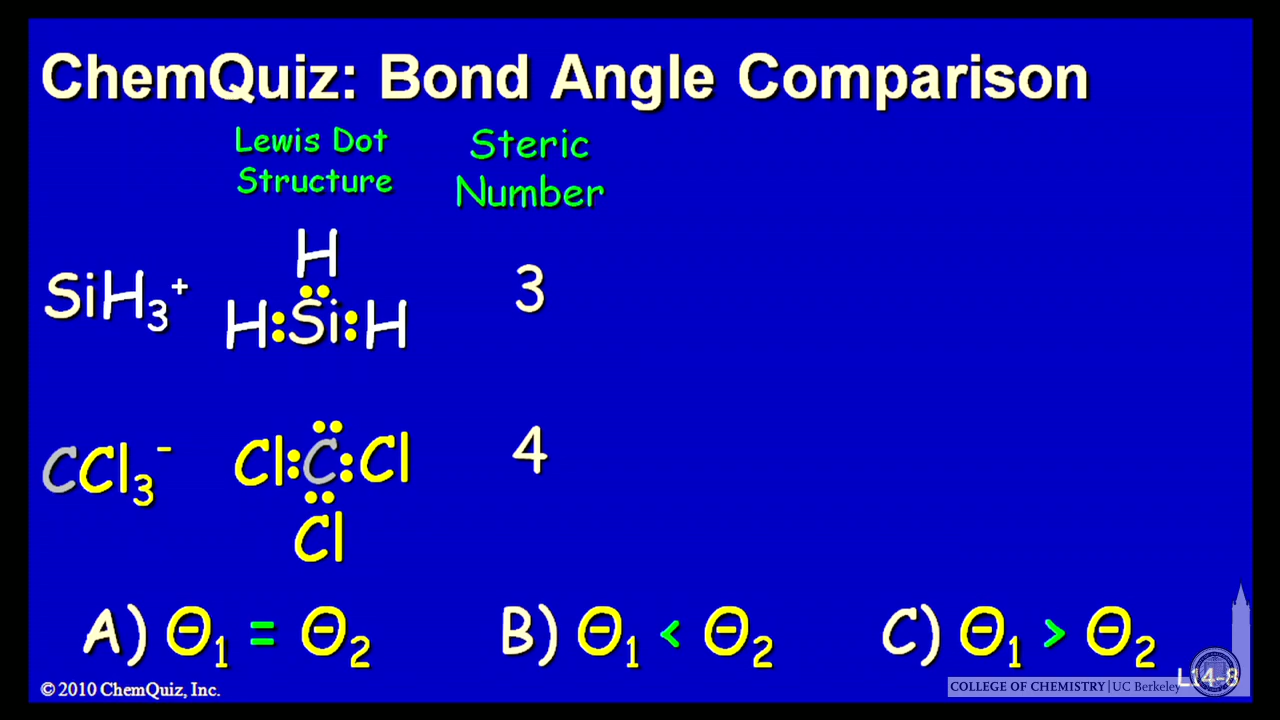 ChemQuiz: Bond Angle Comparison
Lewis Dot
Structure
Steric
Number
SiH₃⁺
H
H:Si:H
3
CCl₃⁻
Cl:C:Cl
Cl
4
A) Θ₁ = Θ₂
B) Θ₁ < Θ₂
C) Θ₁ > Θ₂
L14-8
© 2010 ChemQuiz, Inc.
COLLEGE OF CHEMISTRY | UC Berkeley